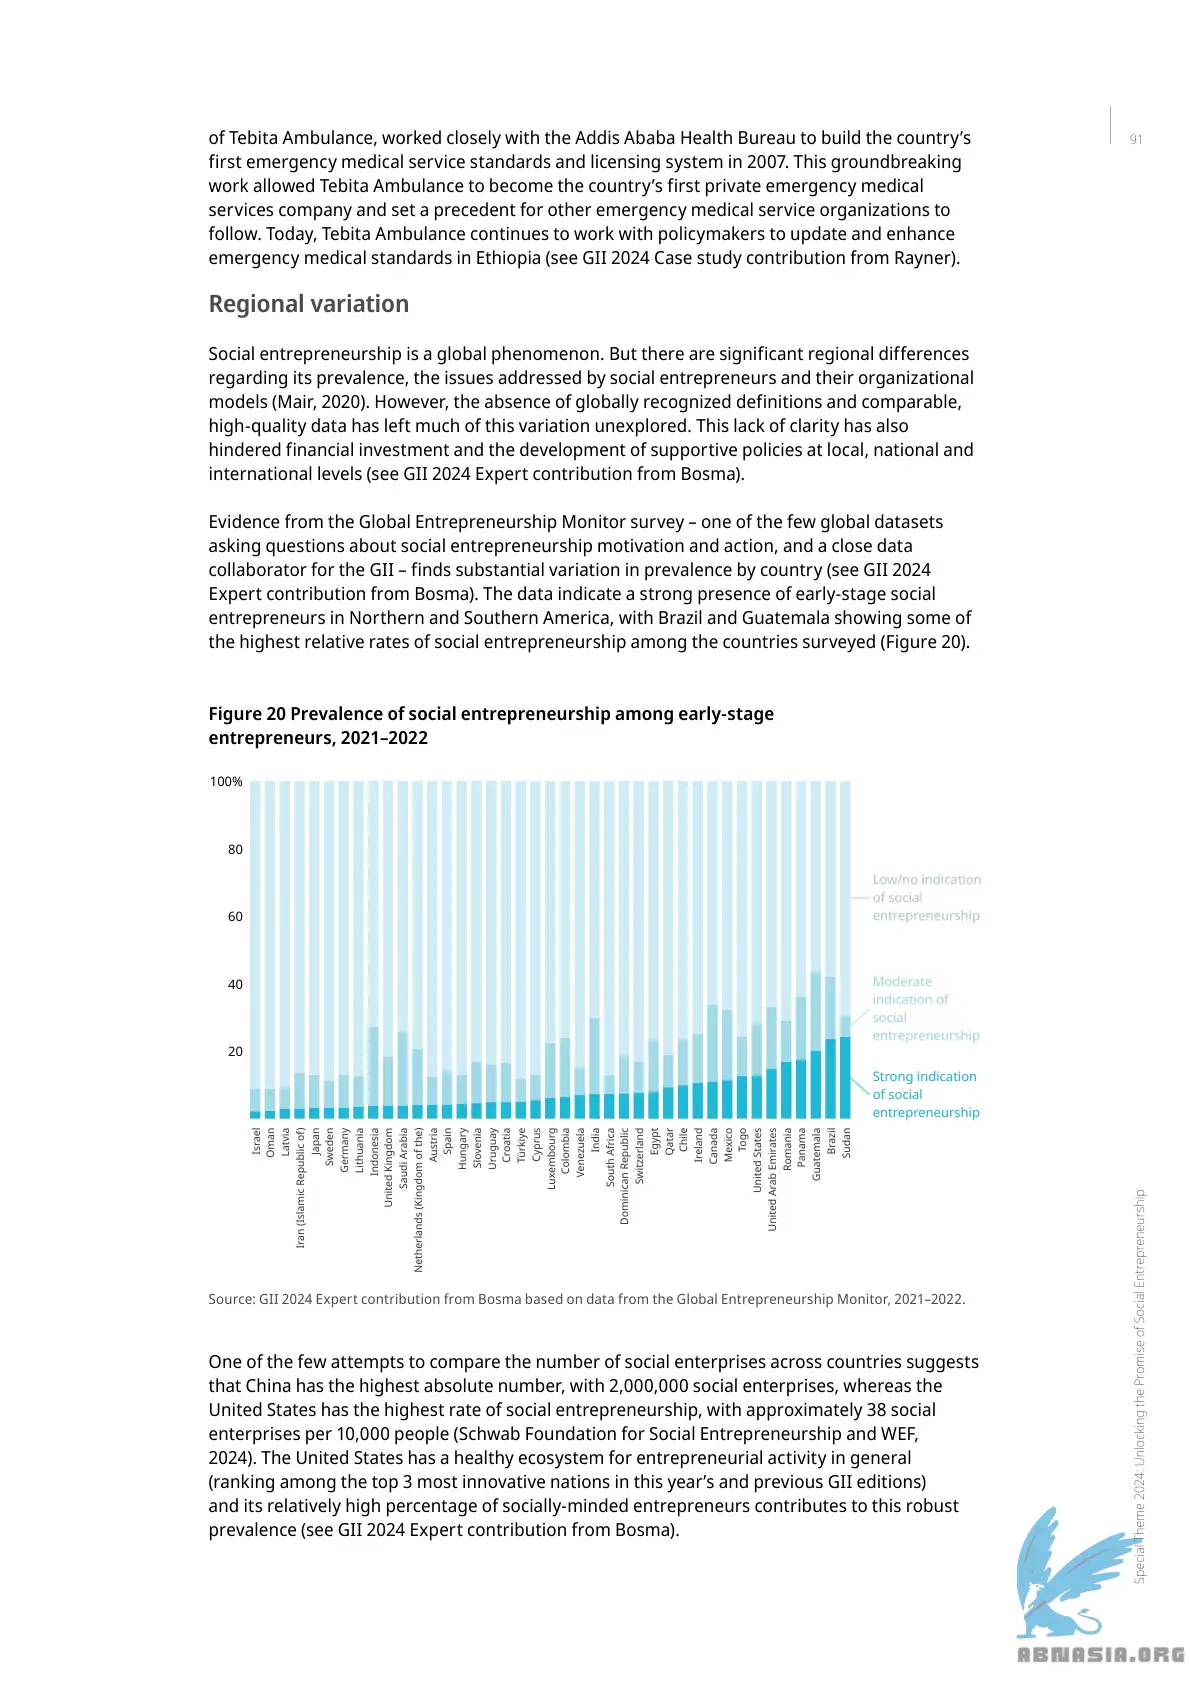 91
of Tebita Ambulance, worked closely with the Addis Ababa Health Bureau to build the country’s
first emergency medical service standards and licensing system in 2007. This groundbreaking
work allowed Tebita Ambulance to become the country’s first private emergency medical
services company and set a precedent for other emergency medical service organizations to
follow. Today, Tebita Ambulance continues to work with policymakers to update and enhance
emergency medical standards in Ethiopia (see GII 2024 Case study contribution from Rayner).
Regional variation
Social entrepreneurship is a global phenomenon. But there are significant regional differences
regarding its prevalence, the issues addressed by social entrepreneurs and their organizational
models (Mair, 2020). However, the absence of globally recognized definitions and comparable,
high-quality data has left much of this variation unexplored. This lack of clarity has also
hindered financial investment and the development of supportive policies at local, national and
international levels (see GII 2024 Expert contribution from Bosma).
Evidence from the Global Entrepreneurship Monitor survey – one of the few global datasets
asking questions about social entrepreneurship motivation and action, and a close data
collaborator for the GII – finds substantial variation in prevalence by country (see GII 2024
Expert contribution from Bosma). The data indicate a strong presence of early-stage social
entrepreneurs in Northern and Southern America, with Brazil and Guatemala showing some of
the highest relative rates of social entrepreneurship among the countries surveyed (Figure 20).
Figure 20 Prevalence of social entrepreneurship among early-stage
entrepreneurs, 2021–2022
100%
80
60
40
20
Low/no indication
of social
entrepreneurship
Moderate
indication of
social
entrepreneurship
Strong indication
of social
entrepreneurship
Israel
Oman
Latvia
Iran (Islamic Republic of)
Japan
Sweden
Germany
Lithuania
Indonesia
United Kingdom
Saudi Arabia
Netherlands (Kingdom of the)
Austria
Spain
Hungary
Slovenia
Uruguay
Croatia
Türkiye
Cyprus
Luxembourg
Colombia
Venezuela
India
South Africa
Dominican Republic
Switzerland
Egypt
Qatar
Chile
Ireland
Canada
Mexico
Togo
United States
United Arab Emirates
Romania
Panama
Guatemala
Brazil
Sudan
Source: GII 2024 Expert contribution from Bosma based on data from the Global Entrepreneurship Monitor, 2021–2022.
One of the few attempts to compare the number of social enterprises across countries suggests
that China has the highest absolute number, with 2,000,000 social enterprises, whereas the
United States has the highest rate of social entrepreneurship, with approximately 38 social
enterprises per 10,000 people (Schwab Foundation for Social Entrepreneurship and WEF,
2024). The United States has a healthy ecosystem for entrepreneurial activity in general
(ranking among the top 3 most innovative nations in this year’s and previous GII editions)
and its relatively high percentage of socially-minded entrepreneurs contributes to this robust
prevalence (see GII 2024 Expert contribution from Bosma).
Special Theme 2024: Unlocking the Promise of Social Entrepreneurship
ABNASIA.ORG